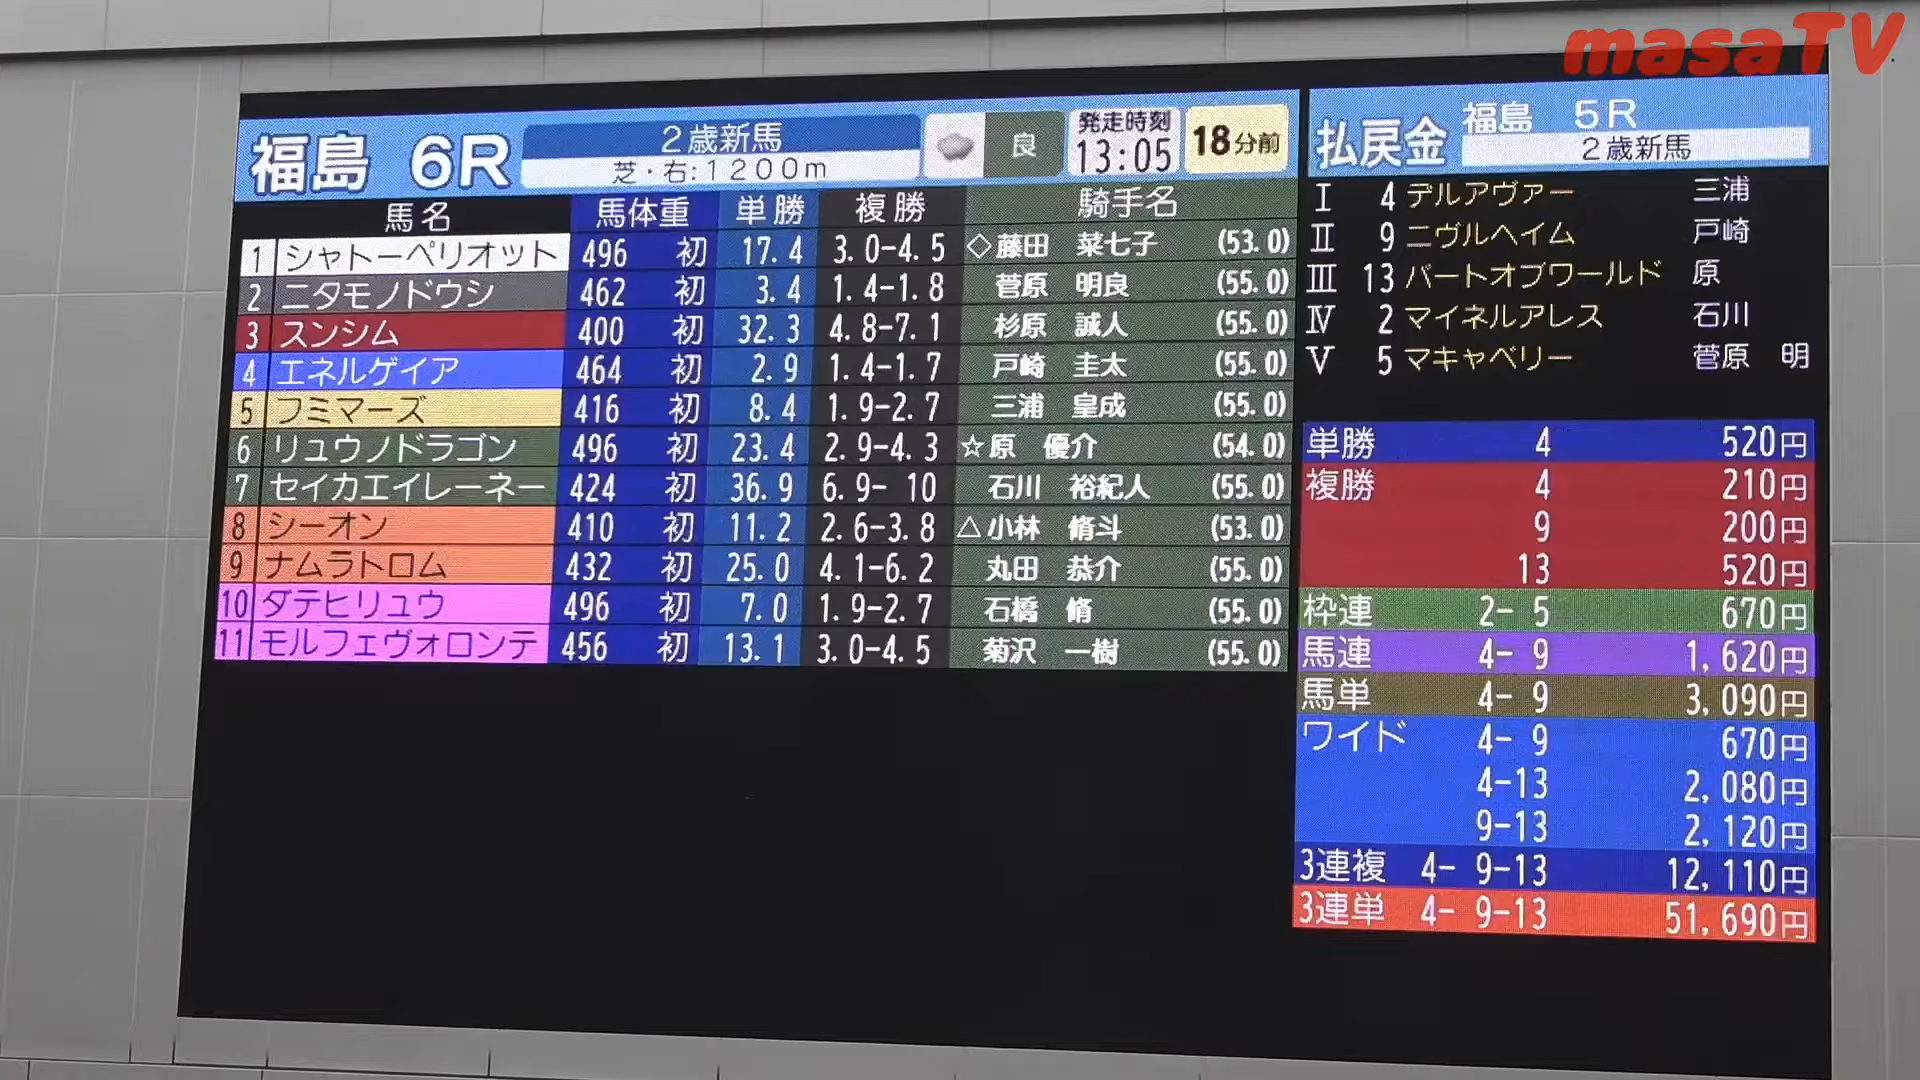 masaTV
福島 6R 2歳新馬 芝・右:1200m 良 発走時刻 13:05 18分前
馬名 馬体重 単勝 複勝 騎手名
1 シャトーペリオット 496 初 17.4 3.0-4.5 ◇藤田 菜七子 (53.0)
2 ニタモノドウシ 462 初 3.4 1.4-1.8 菅原 明良 (55.0)
3 スンシム 400 初 32.3 4.8-7.1 杉原 誠人 (55.0)
4 エネルゲイア 464 初 2.9 1.4-1.7 戸崎 圭太 (55.0)
5 フミマーズ 416 初 8.4 1.9-2.7 三浦 皇成 (55.0)
6 リュウノドラゴン 496 初 23.4 2.9-4.3 ☆原 優介 (54.0)
7 セイカエイレーネー 424 初 36.9 6.9- 10 石川 裕紀人 (55.0)
8 シーオン 410 初 11.2 2.6-3.8 △小林 脩斗 (53.0)
9 ナムラトロム 432 初 25.0 4.1-6.2 丸田 恭介 (55.0)
10 ダテヒリュウ 496 初 7.0 1.9-2.7 石橋 脩 (55.0)
11 モルフェヴォロンテ 456 初 13.1 3.0-4.5 菊沢 一樹 (55.0)
払戻金 福島 5R
2歳新馬
Ⅰ 4 デルアヴァー 三浦
Ⅱ 9 ニヴルヘイム 戸崎
Ⅲ 13 バートオブワールド 原
Ⅳ 2 マイネルアレス 石川
Ⅴ 5 マキャベリー 菅原 明
単勝 4 520円
複勝 4 210円
9 200円
13 520円
枠連 2- 5 670円
馬連 4- 9 1,620円
馬単 4- 9 3,090円
ワイド 4- 9 670円
4-13 2,080円
9-13 2,120円
3連複 4- 9-13 12,110円
3連単 4- 9-13 51,690円